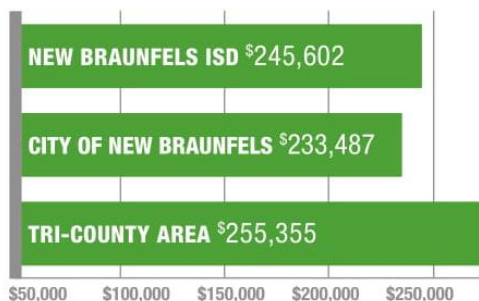 NEW BRAUNFELS ISD $245,602
CITY OF NEW BRAUNFELS $233,487
TRI-COUNTY AREA $255,355
$50,000 $100,000 $150,000 $200,000 $250,000